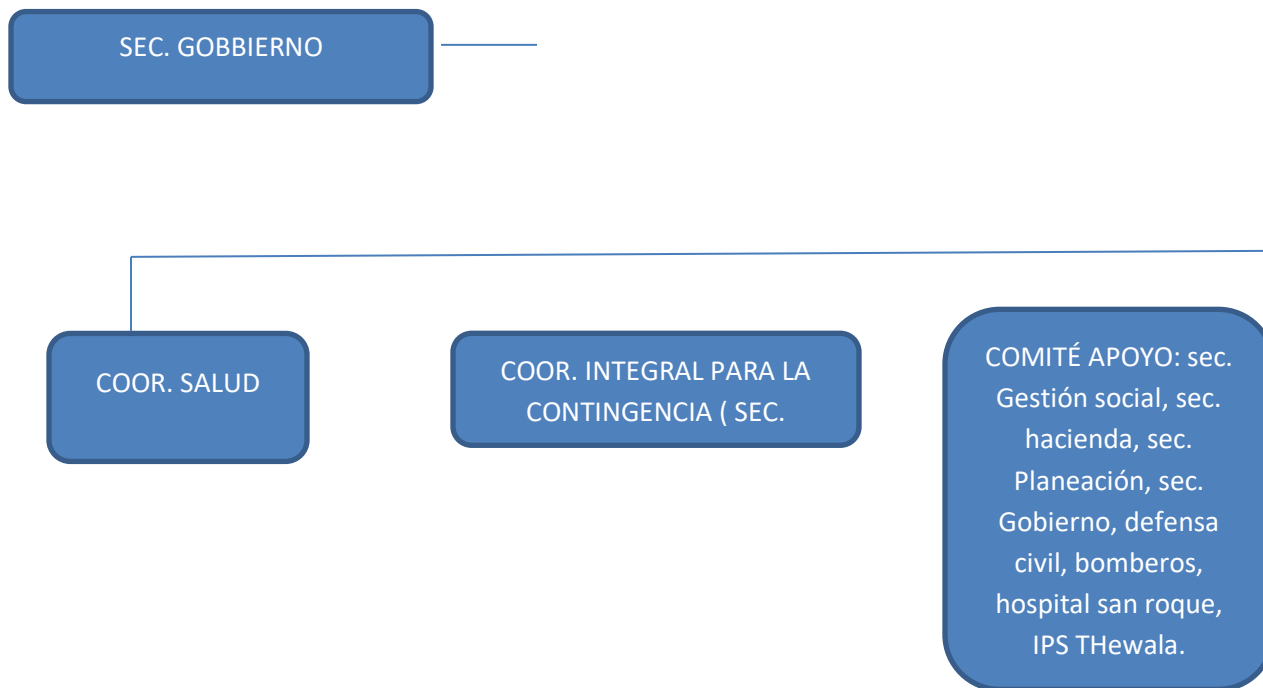 SEC. GOBBIERNO
COOR. SALUD
COOR. INTEGRAL PARA LA
CONTINGENCIA ( SEC.
COMITÉ APOYO: sec.
Gestión social, sec.
hacienda, sec.
Planeación, sec.
Gobierno, defensa
civil, bomberos,
hospital san roque,
IPS THewala.